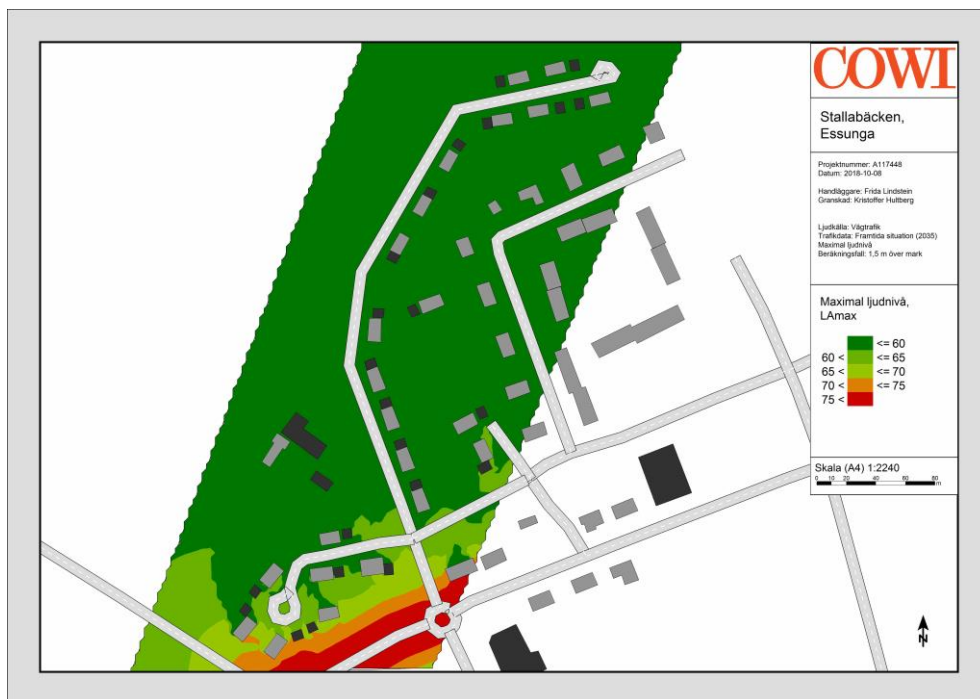 COWI
Stallabäcken,
Essunga
Projektnummer: A117448
Datum: 2018-10-08
Handläggare: Frida Lindstein
Granskad: Kristoffer Hultberg
Ljudkälla: Vägtrafik
Trafikdata: Framtida situation (2035)
Maximal ljudnivå
Beräkningsfall: 1,5 m över mark
Maximal ljudnivå,
LAmax
<= 60
60 < <= 65
65 < <= 70
70 < <= 75
75 <
Skala (A4) 1:2240
0 10 20 40 60 80
m
N